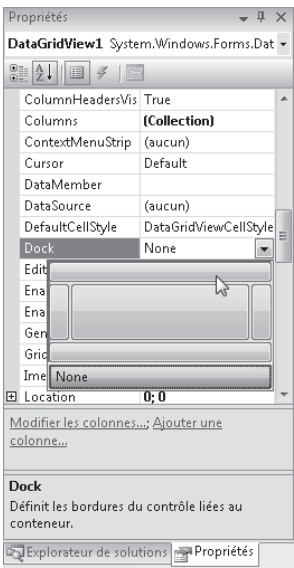 Propriétés
DataGridView1 System.Windows.Forms.Dat
ColumnHeadersVis True
Columns (Collection)
ContextMenuStrip (aucun)
Cursor Default
DataMember
DataSource (aucun)
DefaultCellStyle DataGridViewCellStyle
Dock None
Edit
Ena
Ena
Gen
Gric
Ime None
Location 0; 0
Modifier les colonnes...; Ajouter une
colonne...
Dock
Définit les bordures du contrôle liées au
conteneur.
Explorateur de solutions Propriétés